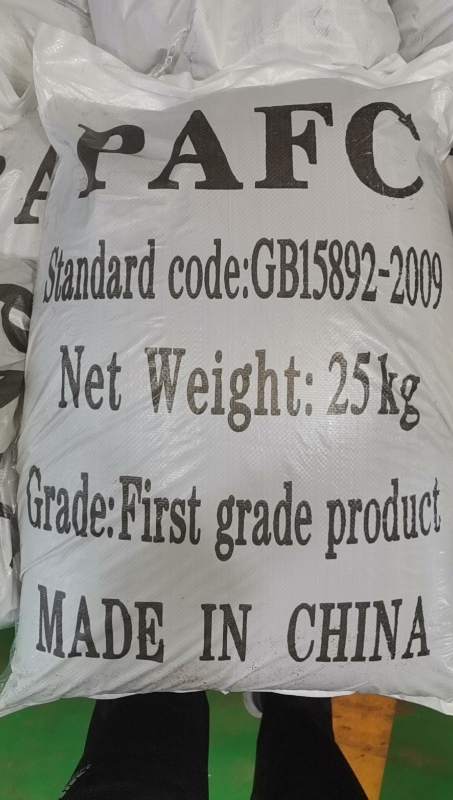 PAFC
Standard code:GB15892-2009
Net Weight: 25kg
Grade:First grade product
MADE IN CHINA